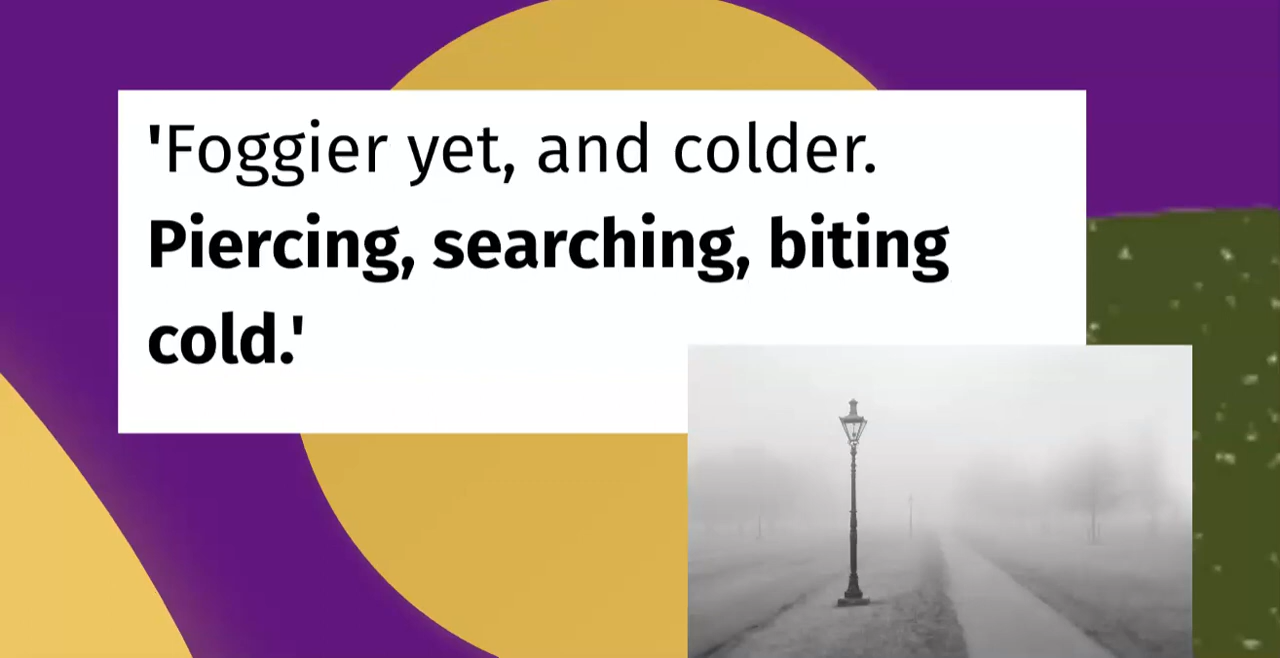 'Foggier yet, and colder.
Piercing, searching, biting
cold.'